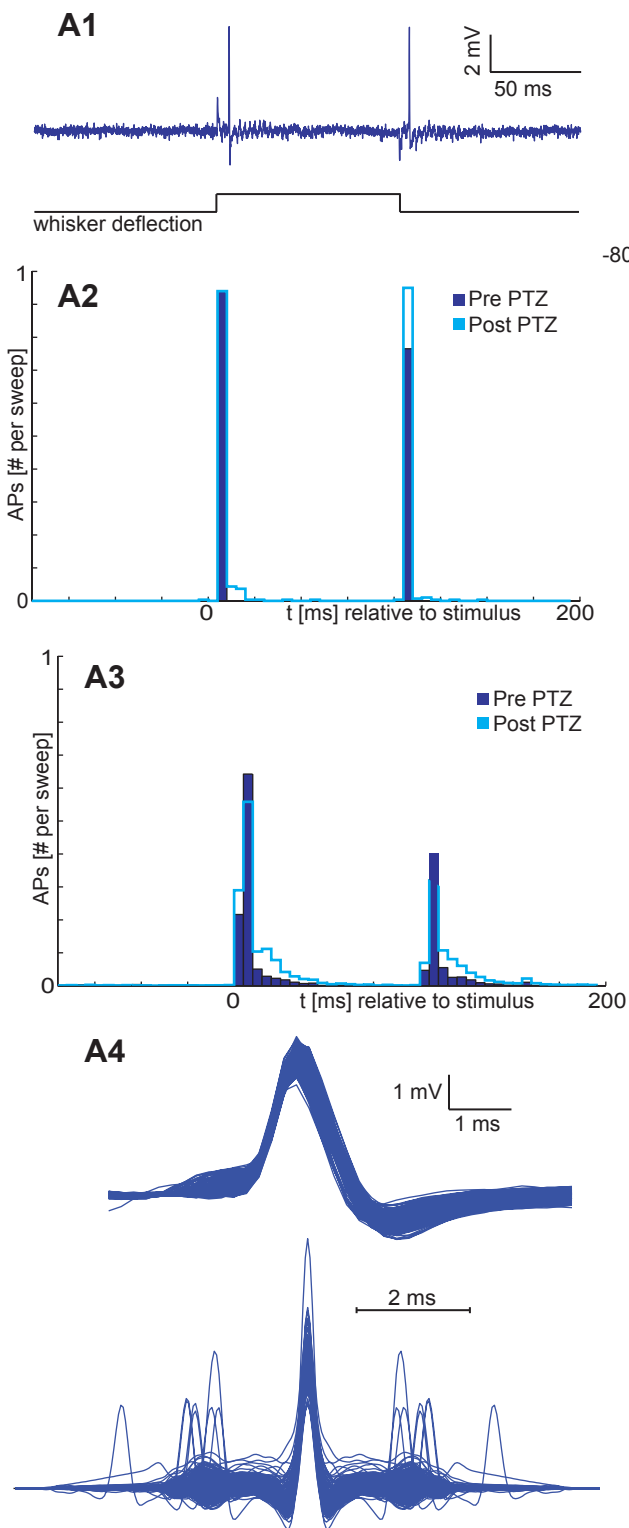 A1
2 mV
50 ms
whisker deflection
-80
1
A2
Pre PTZ
Post PTZ
APs [# per sweep]
0
0 t [ms] relative to stimulus 200
1
A3
Pre PTZ
Post PTZ
APs [# per sweep]
0
0 t [ms] relative to stimulus 200
A4
1 mV
1 ms
2 ms